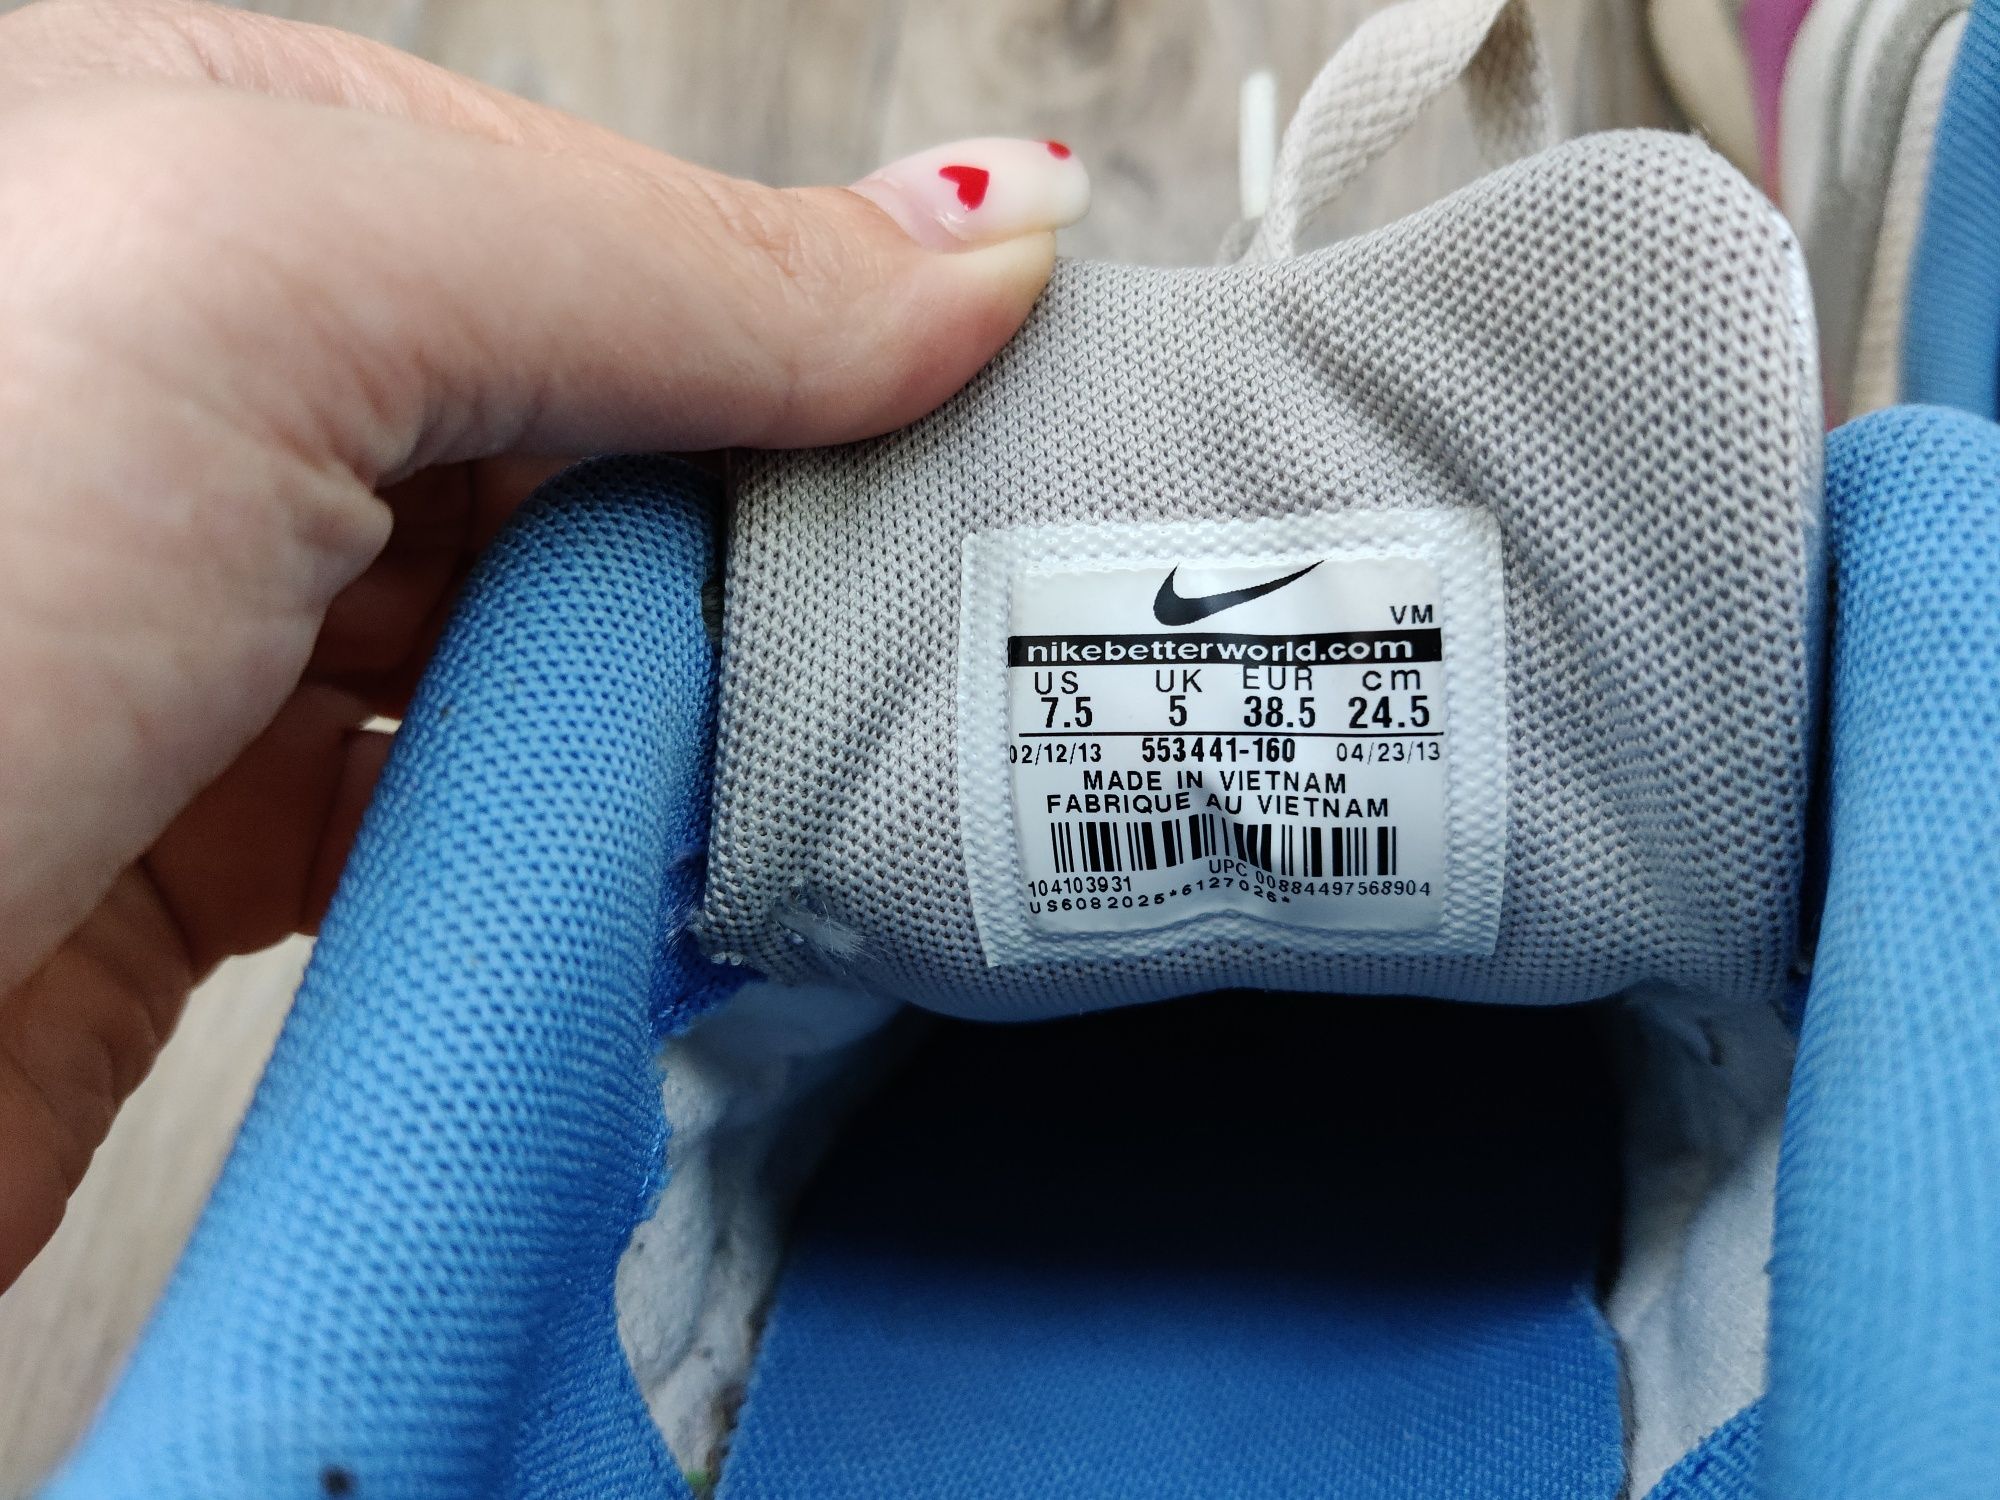 VM
nikebetterworld.com
US UK EUR cm
7.5 5 38.5 24.5
02/12/13 553441-160 04/23/13
MADE IN VIETNAM
FABRIQUE AU VIETNAM
104103931 UPC 00884497568904
US6082025*6127026*